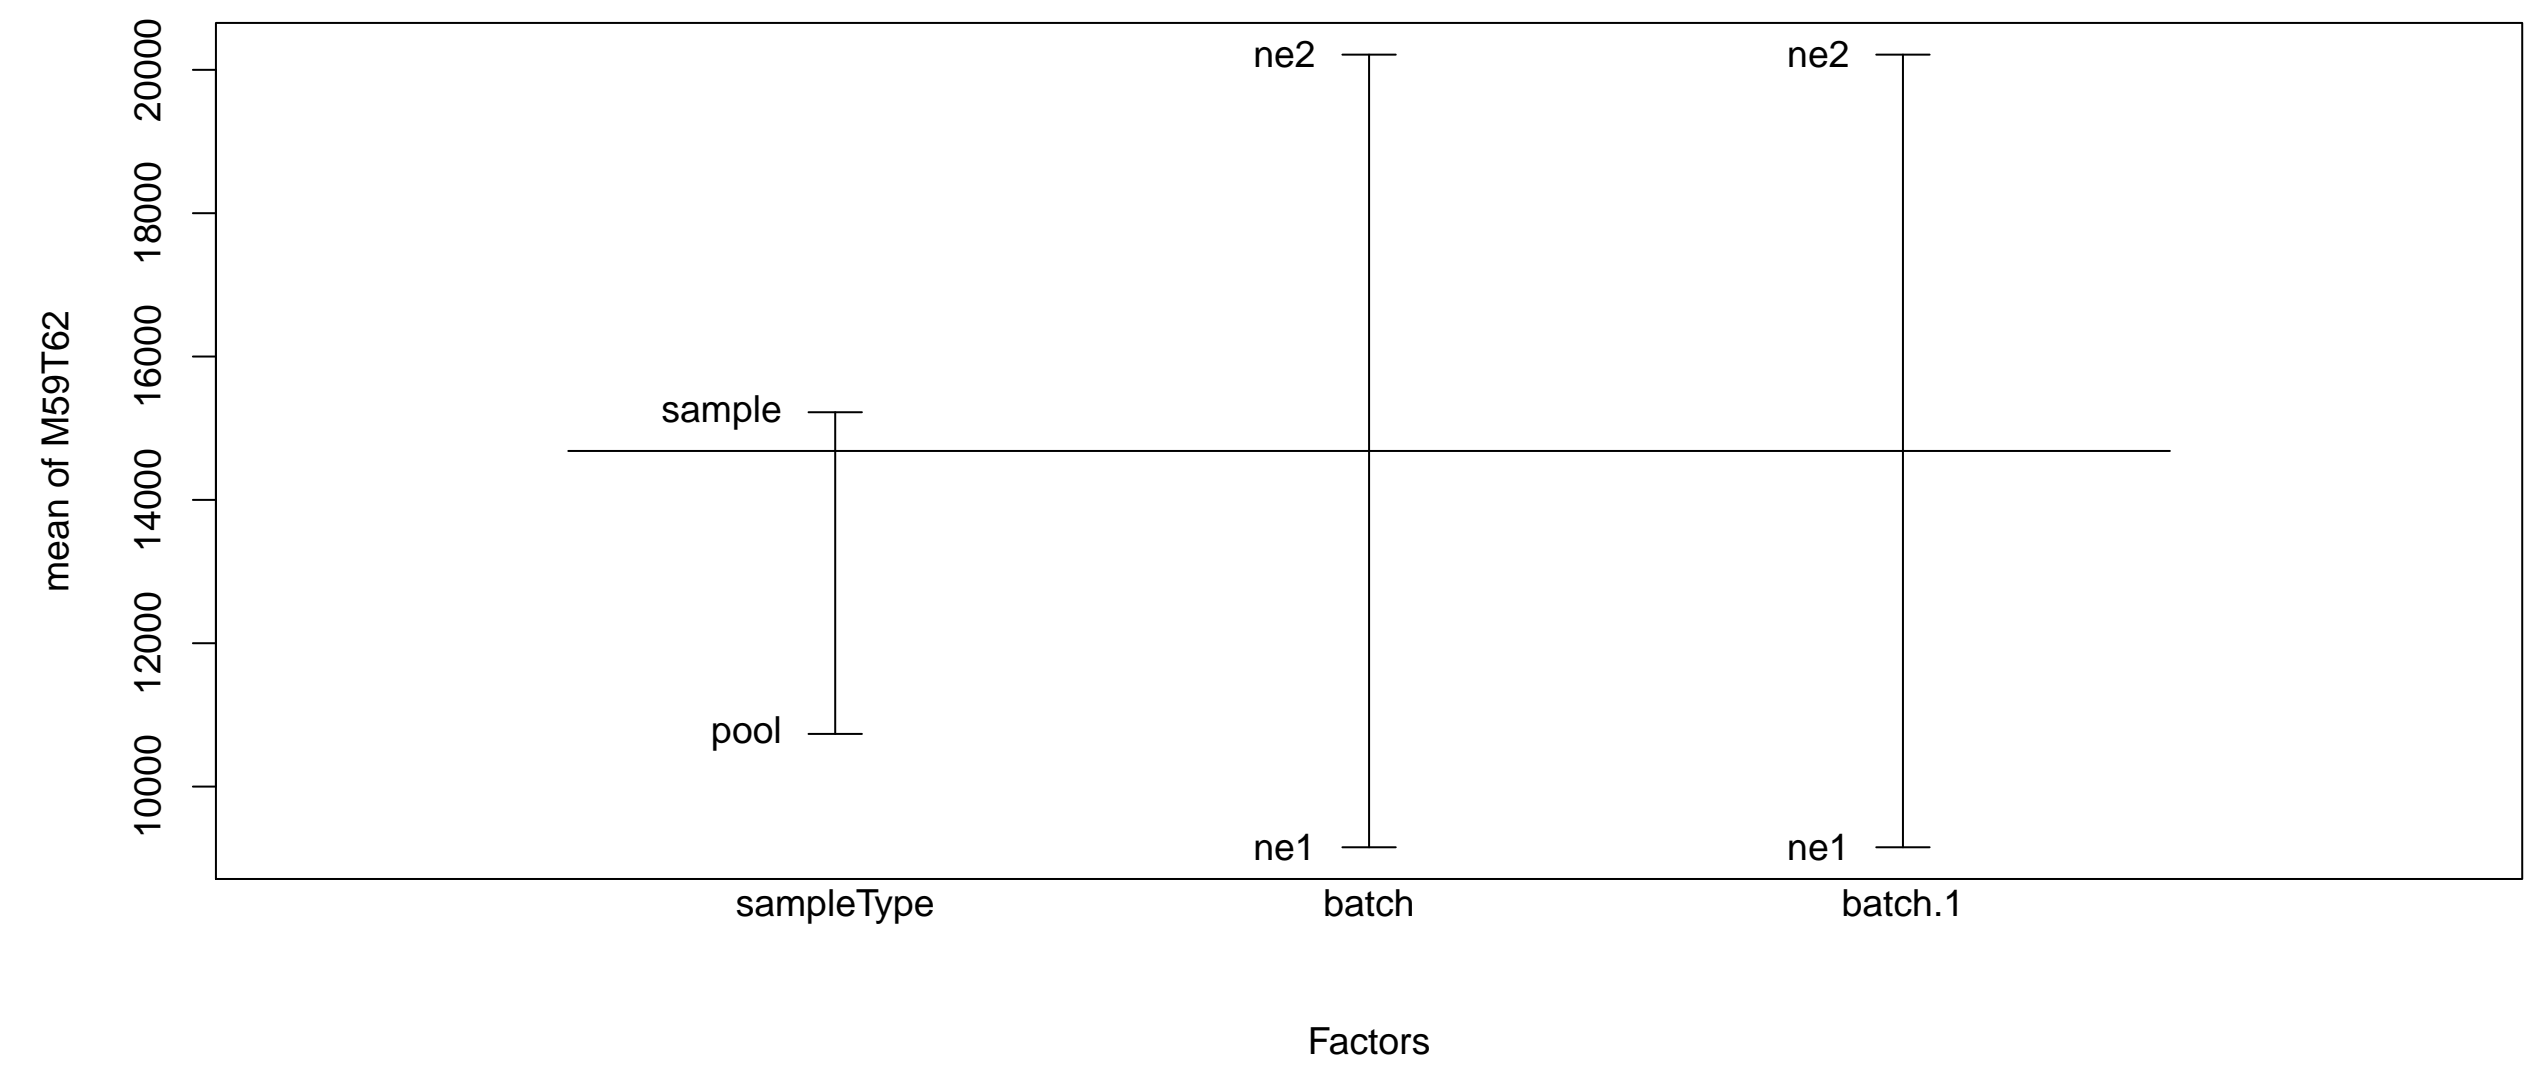 mean of M59T62
20000
18000
16000
14000
12000
10000
ne2
ne2
sample
pool
ne1
ne1
sampleType
batch
batch.1
Factors